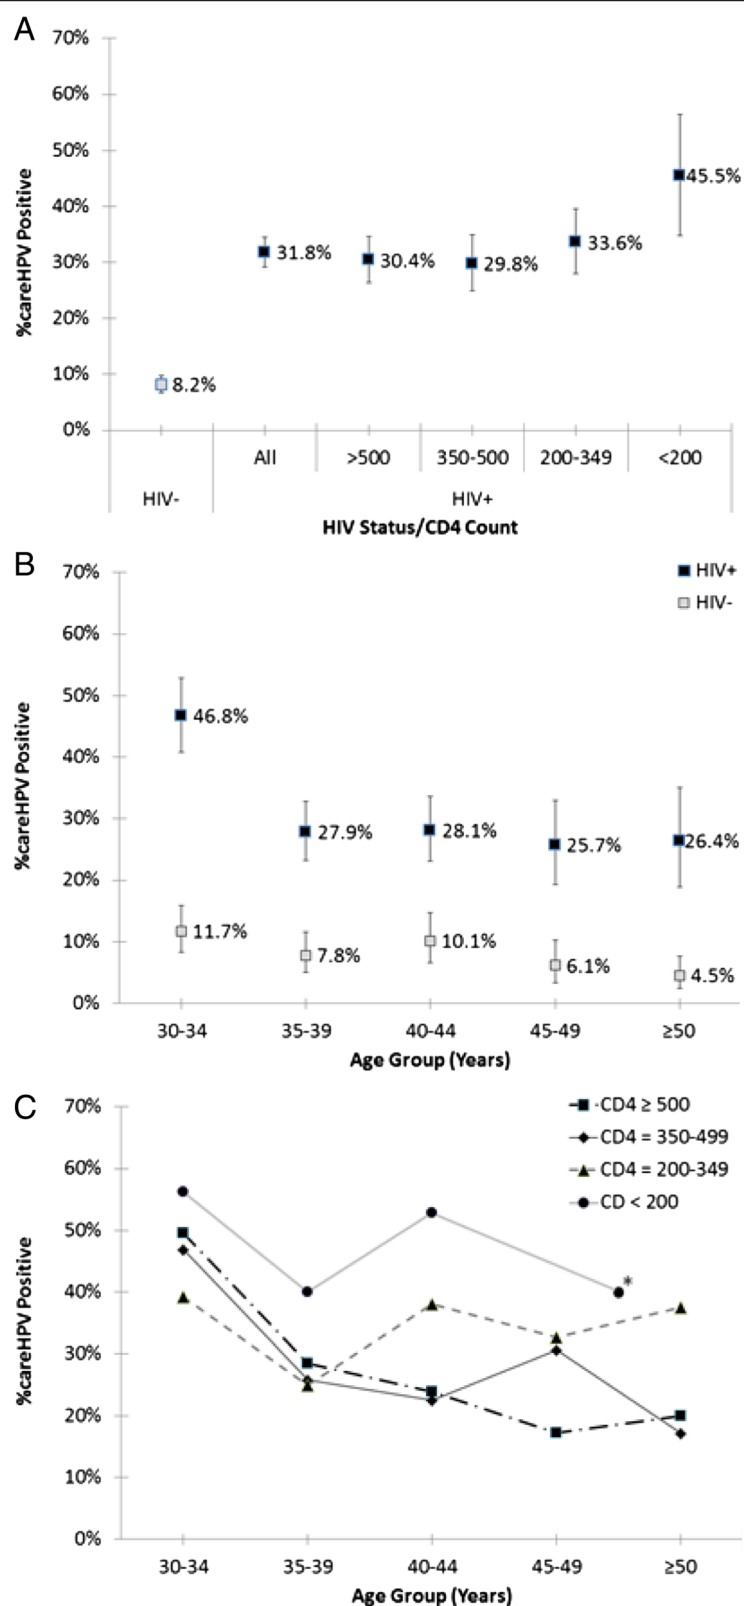 A
70%
60%
50%
40%
30%
20%
10%
0%
%careHPV Positive
8.2%
31.8%
30.4%
29.8%
33.6%
45.5%
All >500 350-500 200-349 <200
HIV- HIV+
HIV Status/CD4 Count
B
70%
60%
50%
40%
30%
20%
10%
0%
%careHPV Positive
HIV+
HIV-
46.8%
27.9%
28.1%
25.7%
26.4%
11.7%
7.8%
10.1%
6.1%
4.5%
30-34 35-39 40-44 45-49 ≥50
Age Group (Years)
C
70%
60%
50%
40%
30%
20%
10%
0%
%careHPV Positive
CD4 ≥ 500
CD4 = 350-499
CD4 = 200-349
CD < 200
*
30-34 35-39 40-44 45-49 ≥50
Age Group (Years)